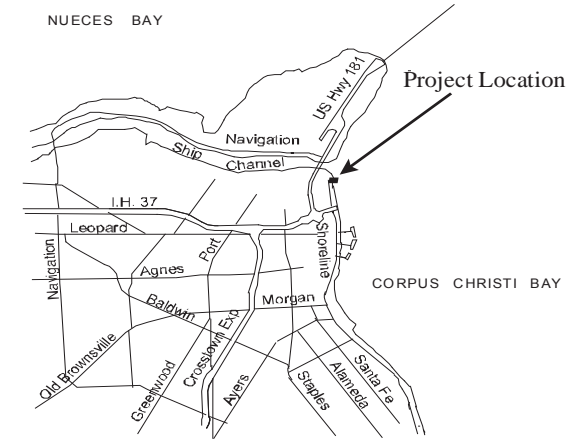 NUECES BAY
US Hwy 181
Project Location
Navigation
Ship Channel
I.H. 37
Leopard
Port
Shoreline
Navigation
Agnes
CORPUS CHRISTI BAY
Baldwin
Morgan
Crosstown Exp
Old Brownsville
Greenwood
Ayers
Staples
Alameda
Santa Fe